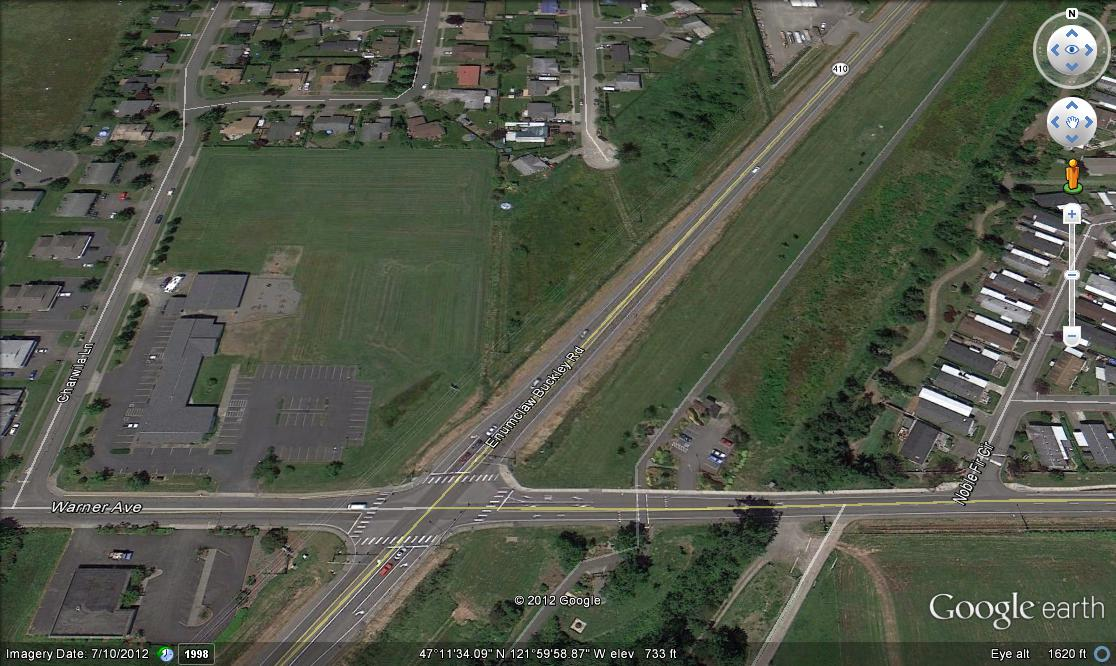 N
410
Charwila Ln
Enumclaw Buckley Rd
Warner Ave
Noble Fir Cir
© 2012 Google
Google earth
Imagery Date: 7/10/2012
1998
47°11'34.09" N 121°59'58.87" W elev 733 ft
Eye alt 1620 ft